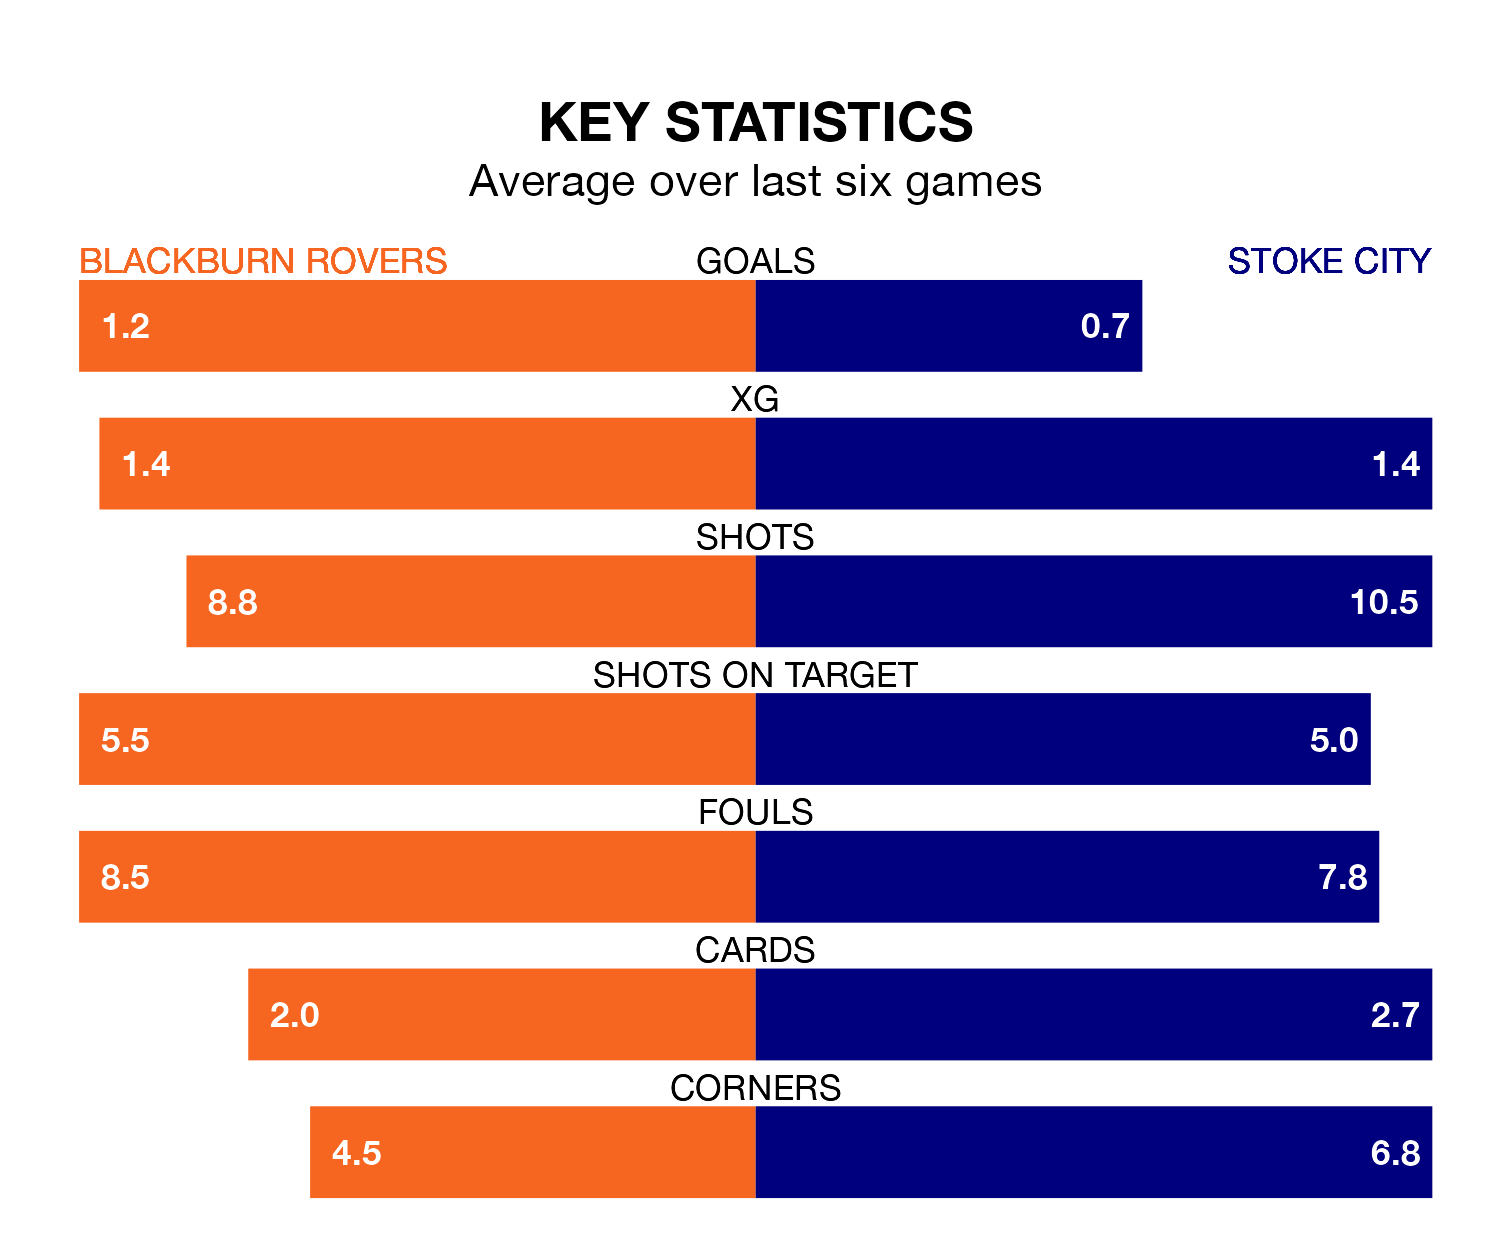 KEY STATISTICS
Average over last six games
BLACKBURN ROVERS GOALS STOKE CITY
1.2 0.7
XG
1.4 1.4
SHOTS
8.8 10.5
SHOTS ON TARGET
5.5 5.0
FOULS
8.5 7.8
CARDS
2.0 2.7
CORNERS
4.5 6.8